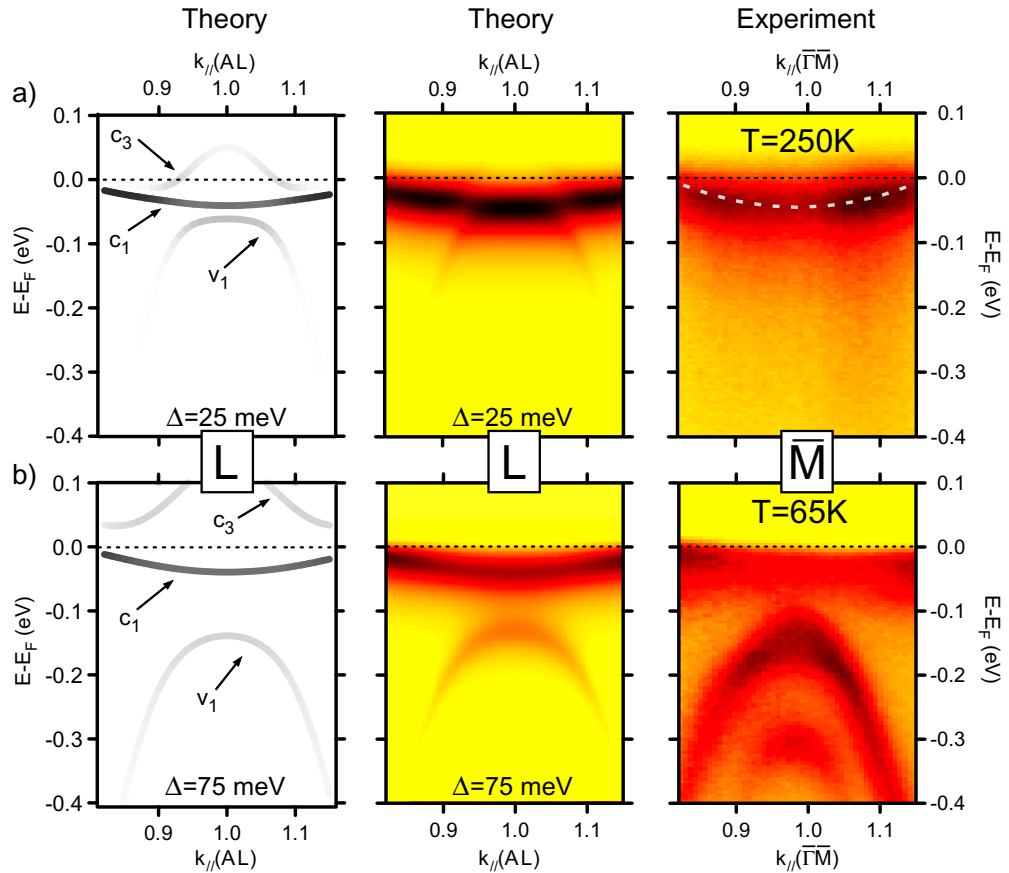 Theory Theory Experiment
k//(AL) k//(AL) k//(Γ̅M̅)
a) 0.9 1.0 1.1 0.9 1.0 1.1 0.9 1.0 1.1
0.1 0.1
c3 T=250K
0.0 0.0
c1
-0.1 -0.1
v1
E-EF (eV) E-EF (eV)
-0.2 -0.2
-0.3 -0.3
Δ=25 meV Δ=25 meV
-0.4 -0.4
L L M̅
b) 0.1 0.1
c3 T=65K
0.0 0.0
c1
-0.1 -0.1
E-EF (eV) E-EF (eV)
-0.2 -0.2
v1
-0.3 -0.3
Δ=75 meV Δ=75 meV
-0.4 -0.4
0.9 1.0 1.1 0.9 1.0 1.1 0.9 1.0 1.1
k//(AL) k//(AL) k//(Γ̅M̅)